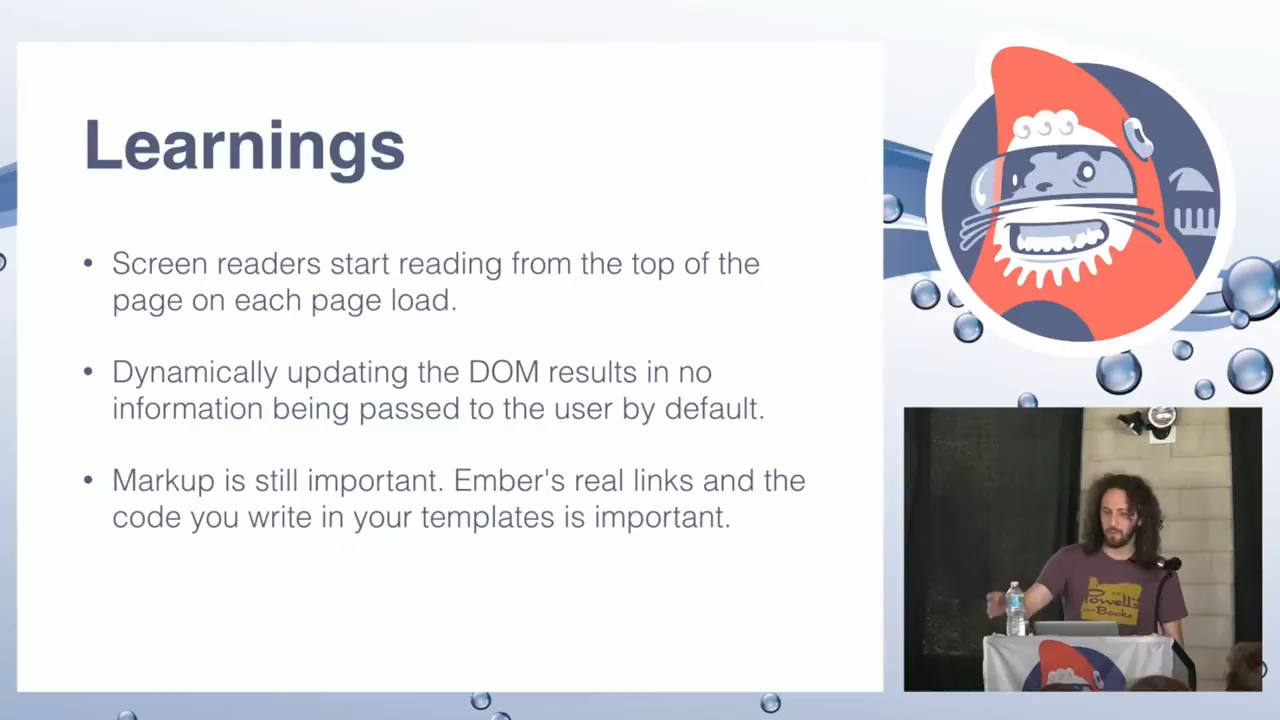 Learnings
• Screen readers start reading from the top of the
page on each page load.
• Dynamically updating the DOM results in no
information being passed to the user by default.
• Markup is still important. Ember's real links and the
code you write in your templates is important.
Powell's
Books